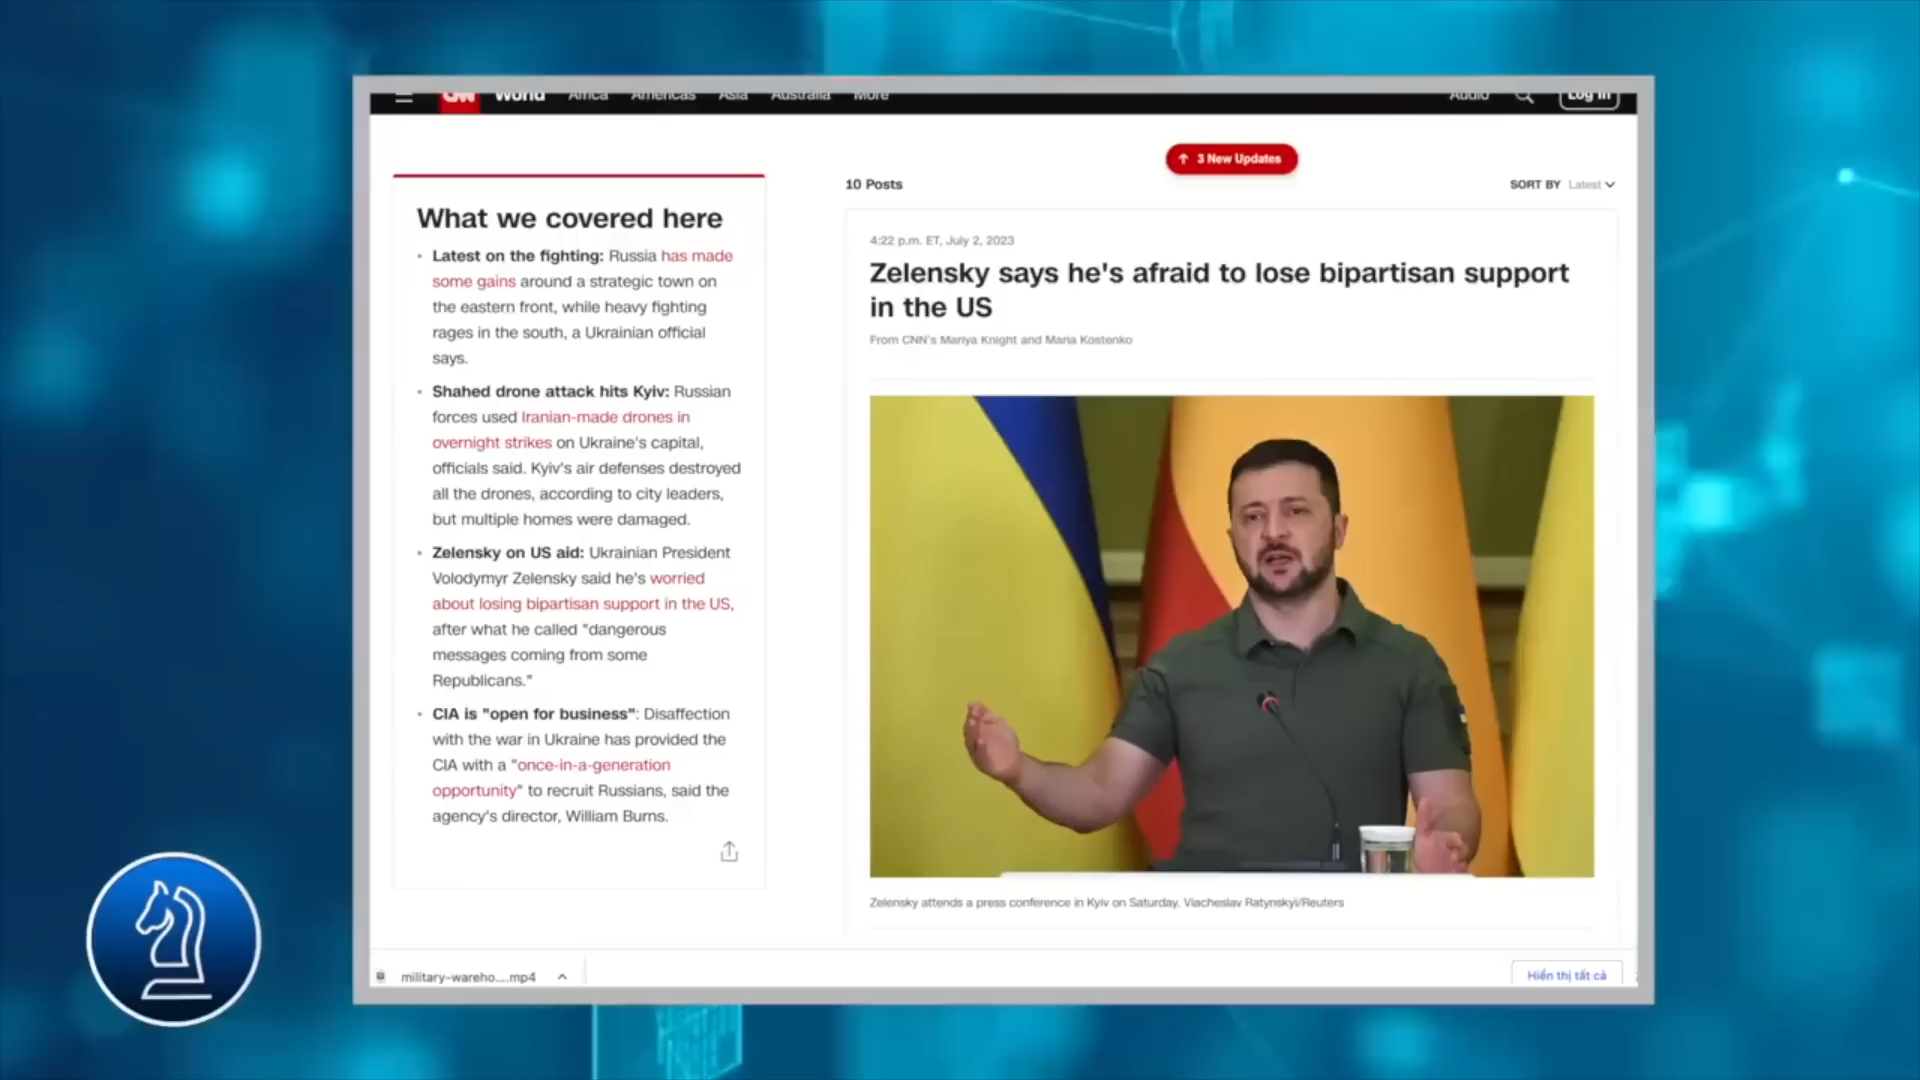 CNN World Africa Americas Asia Australia More Audio Log In
3 New Updates
10 Posts
SORT BY Latest
What we covered here
Latest on the fighting: Russia has made
some gains around a strategic town on
the eastern front, while heavy fighting
rages in the south, a Ukrainian official
says.
Shahed drone attack hits Kyiv: Russian
forces used Iranian-made drones in
overnight strikes on Ukraine's capital,
officials said. Kyiv's air defenses destroyed
all the drones, according to city leaders,
but multiple homes were damaged.
Zelensky on US aid: Ukrainian President
Volodymyr Zelensky said he's worried
about losing bipartisan support in the US,
after what he called "dangerous
messages coming from some
Republicans."
CIA is "open for business": Disaffection
with the war in Ukraine has provided the
CIA with a "once-in-a-generation
opportunity" to recruit Russians, said the
agency's director, William Burns.
4:22 p.m. ET, July 2, 2023
Zelensky says he's afraid to lose bipartisan support
in the US
From CNN's Mariya Knight and Maria Kostenko
Zelensky attends a press conference in Kyiv on Saturday. Viacheslav Ratynskyi/Reuters
military-wareho....mp4
Hiển thị tất cả